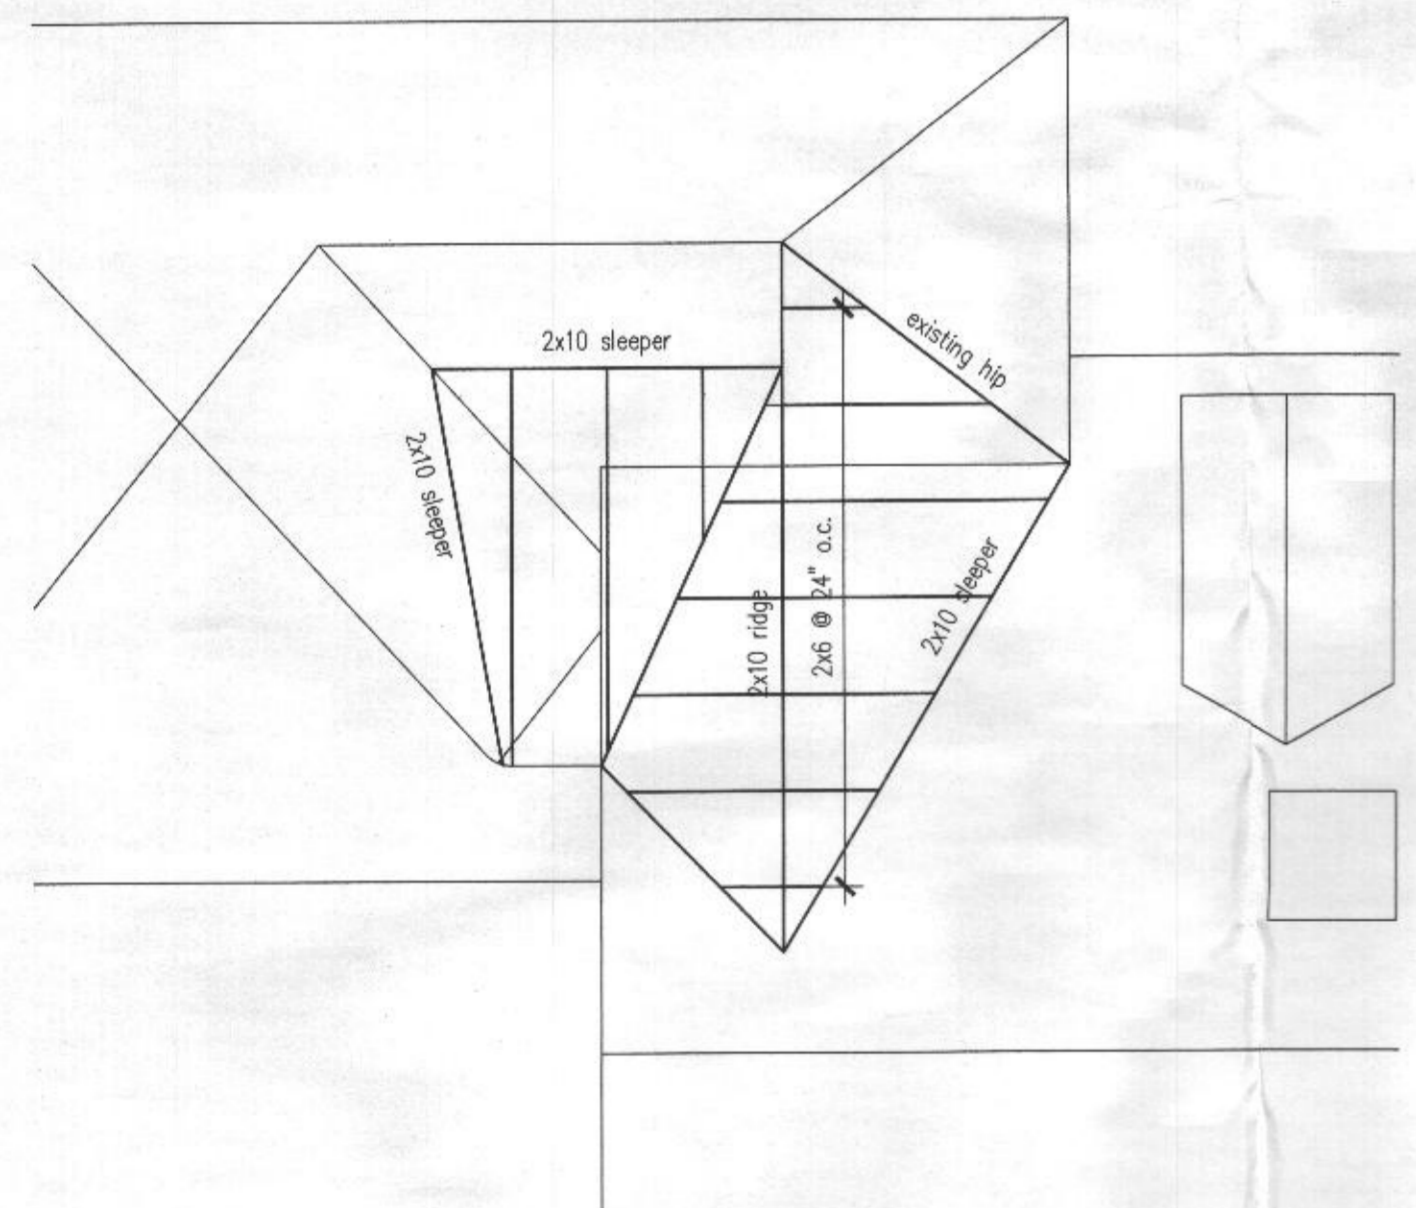 2x10 sleeper
existing hip
2x10 sleeper
2x10 ridge
2x6 @ 24" o.c.
2x10 sleeper